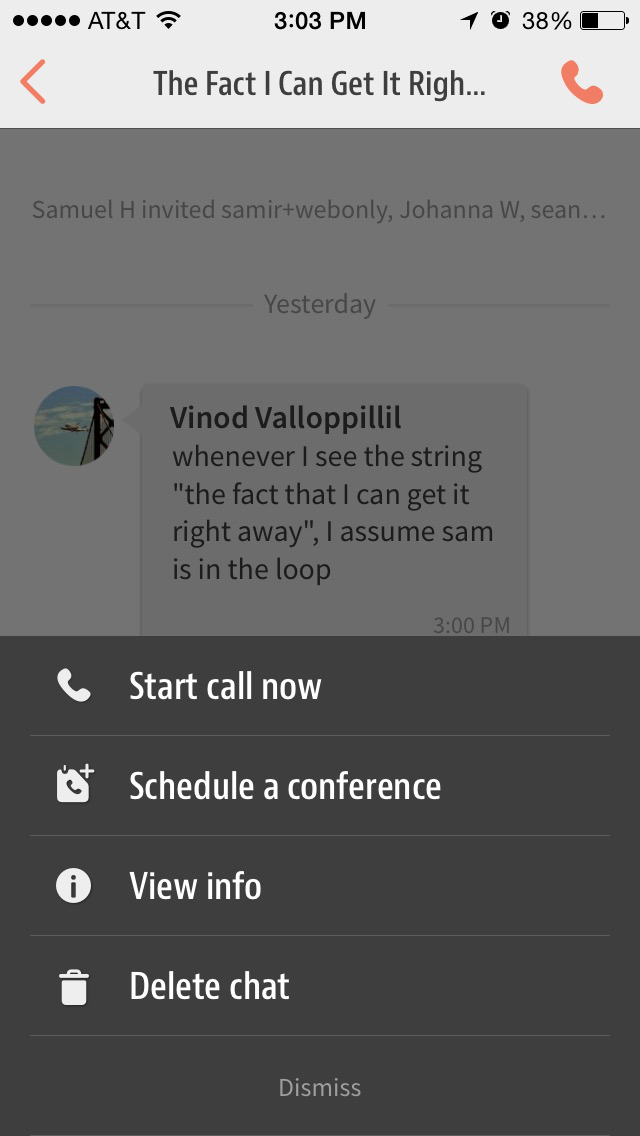 AT&T 3:03 PM 38%
The Fact I Can Get It Righ...
Samuel H invited samir+webonly, Johanna W, sean...
Yesterday
Vinod Valloppillil
whenever I see the string
"the fact that I can get it
right away", I assume sam
is in the loop
3:00 PM
Start call now
Schedule a conference
View info
Delete chat
Dismiss